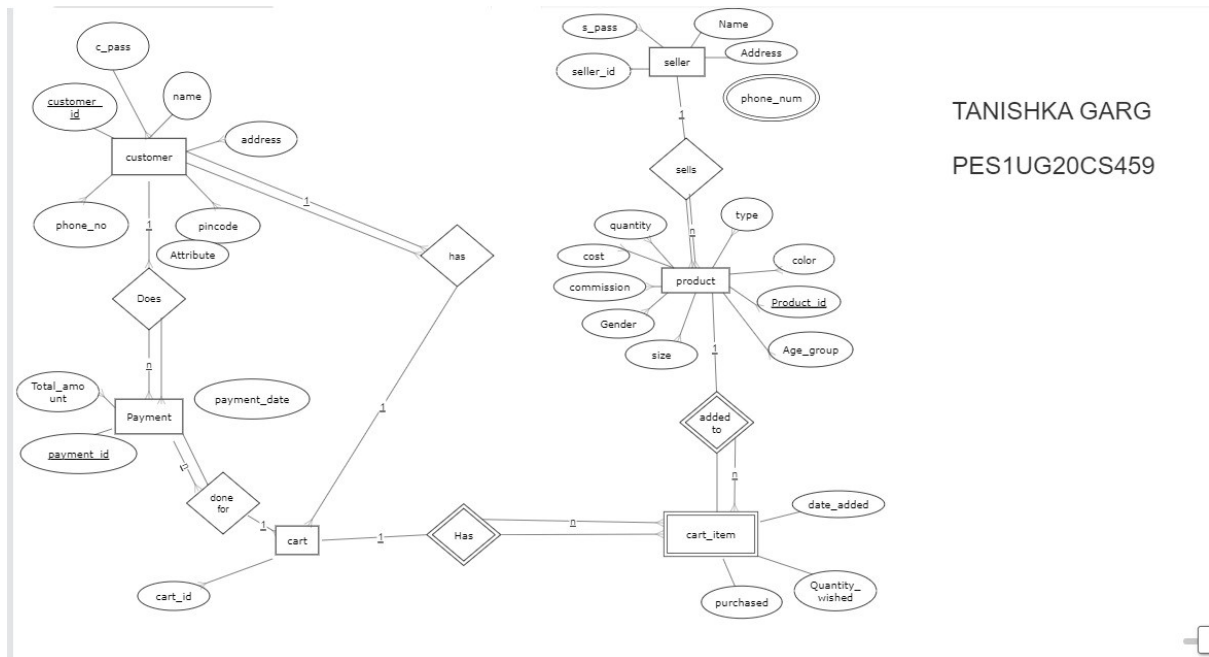 c_pass
customer_
id
name
address
customer
phone_no
pincode
Attribute
1
1
has
Does
n
Total_amo
unt
payment_date
Payment
payment_id
n
done
for
1
1
cart
cart_id
1
Has
n
s_pass
Name
seller
Address
seller_id
phone_num
1
sells
n
quantity
type
cost
color
product
commission
Product_id
Gender
size
Age_group
1
added
to
n
cart_item
date_added
Quantity_
wished
purchased
TANISHKA GARG
PES1UG20CS459